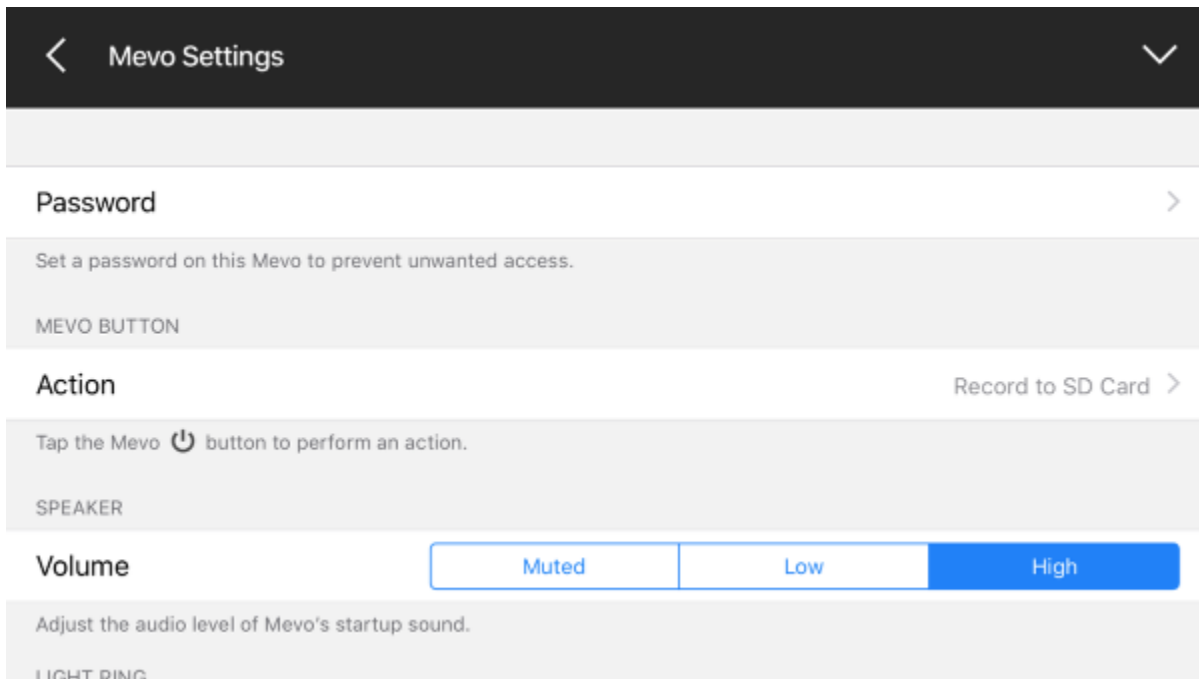 Mevo Settings
Password
Set a password on this Mevo to prevent unwanted access.
MEVO BUTTON
Action Record to SD Card
Tap the Mevo button to perform an action.
SPEAKER
Volume Muted Low High
Adjust the audio level of Mevo's startup sound.
LIGHT RING